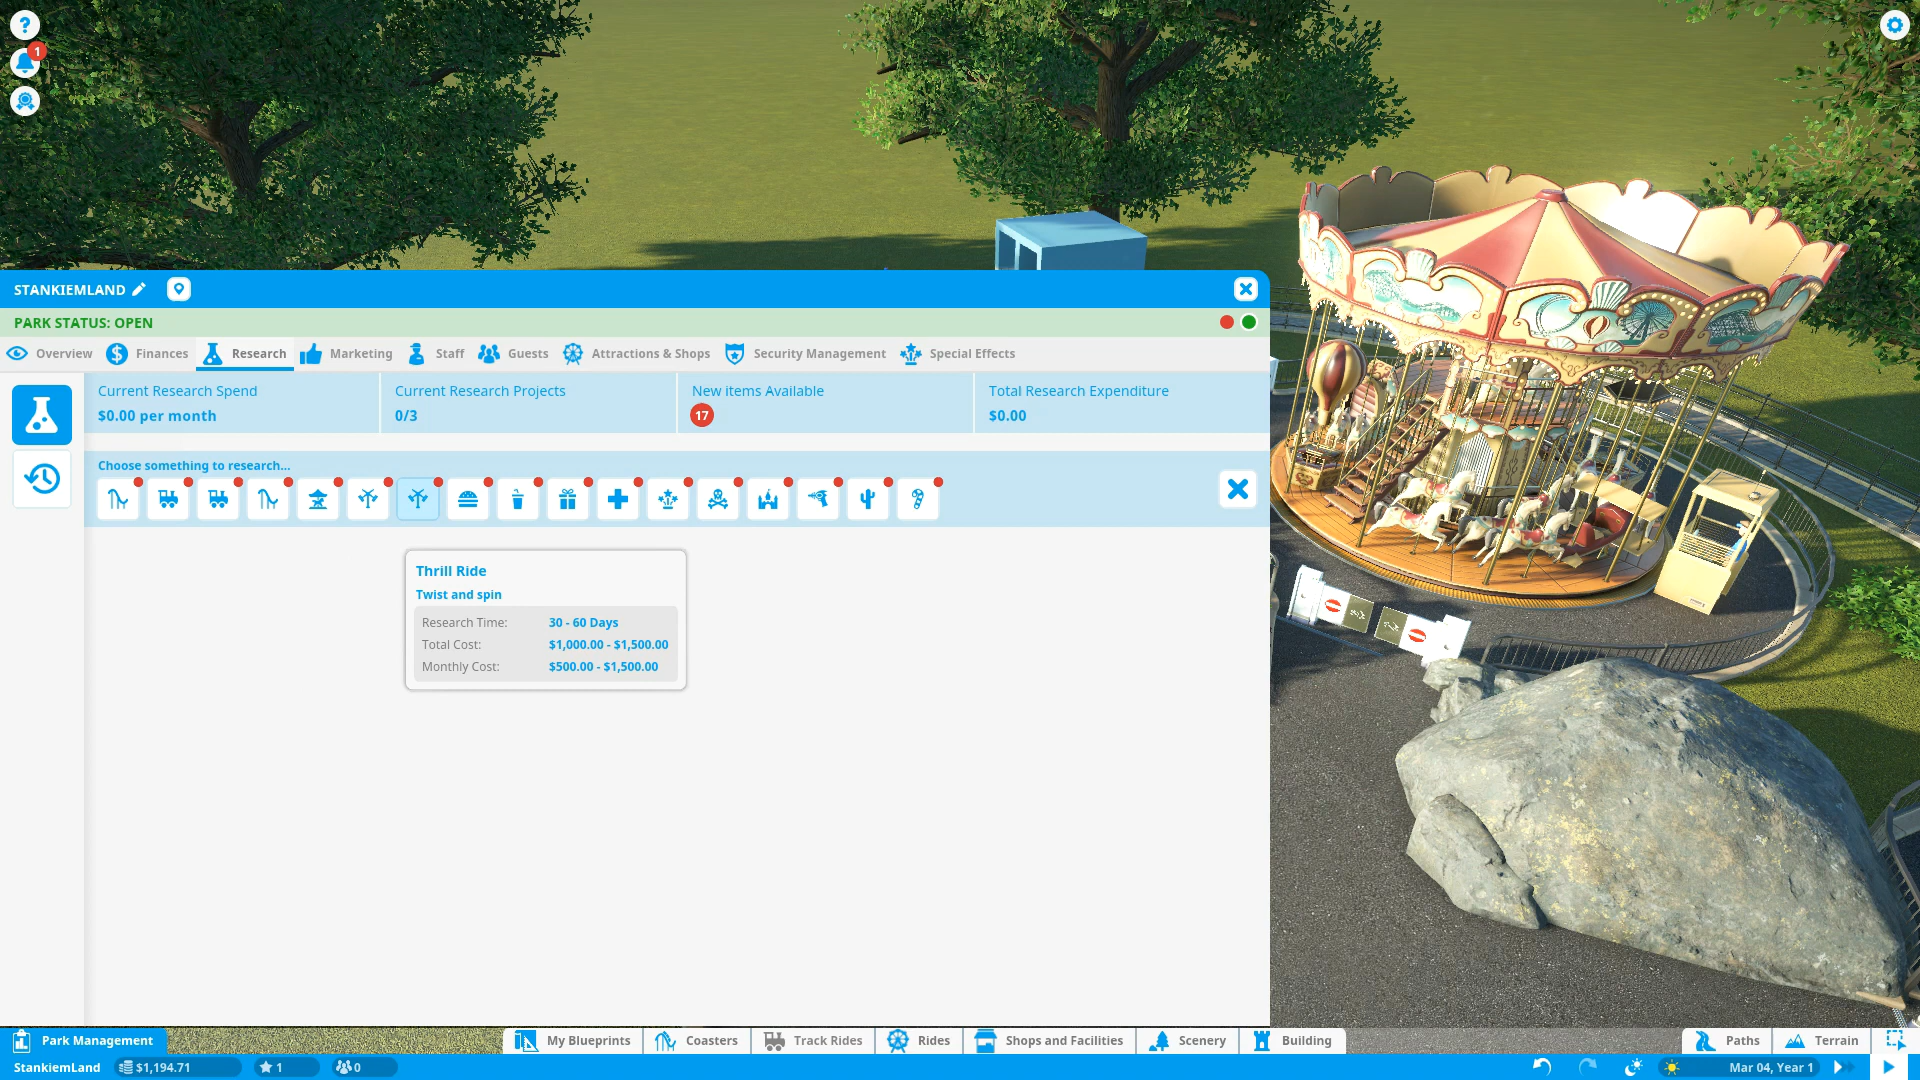 ?
1
STANKIEMLAND
PARK STATUS: OPEN
Overview
$ Finances
Research
Marketing
Staff
Guests
Attractions & Shops
Security Management
Special Effects
Current Research Spend
$0.00 per month
Current Research Projects
0/3
New items Available
17
Total Research Expenditure
$0.00
Choose something to research...
Thrill Ride
Twist and spin
Research Time: 30 - 60 Days
Total Cost: $1,000.00 - $1,500.00
Monthly Cost: $500.00 - $1,500.00
Park Management
My Blueprints
Coasters
Track Rides
Rides
Shops and Facilities
Scenery
Building
Paths
Terrain
StankiemLand
$1,194.71
1
0
Mar 04, Year 1